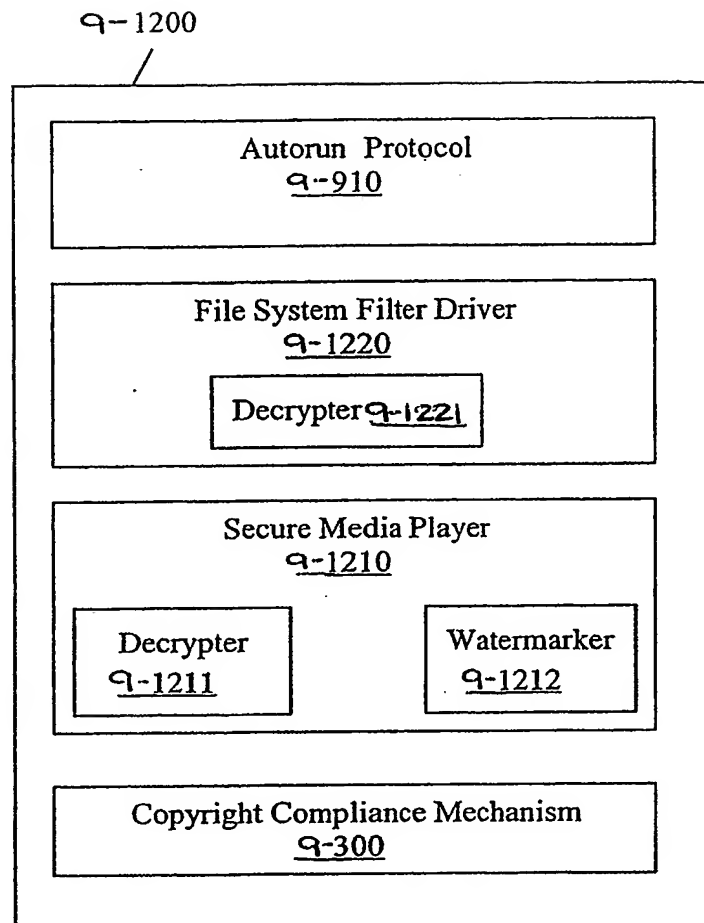 9-1200
Autorun Protocol
9-910
File System Filter Driver
9-1220
Decrypter 9-1221
Secure Media Player
9-1210
Decrypter
9-1211
Watermarker
9-1212
Copyright Compliance Mechanism
9-300